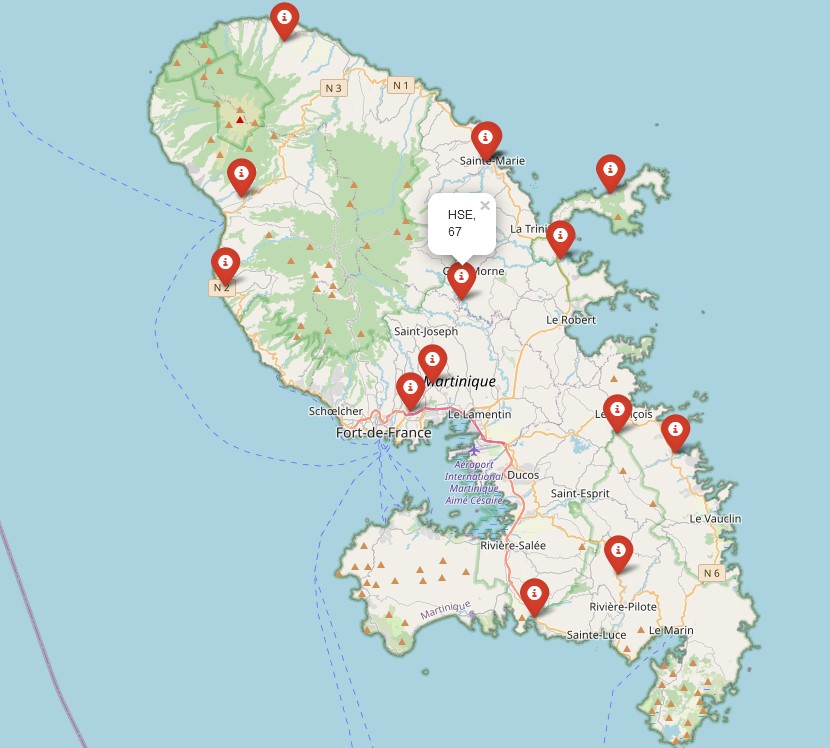 N 3
N 1
Sainte-Marie
×
HSE,
67
La Trini
G
Morne
N 2
Le Robert
Saint-Joseph
Martinique
Schœlcher
Le Lamentin
Le
çois
Fort-de-France
Aéroport
International
Martinique
Aimé Césaire
Ducos
Saint-Esprit
Le Vauclin
Rivière-Salée
N 6
Martinique
Rivière-Pilote
Sainte-Luce
Le Marin